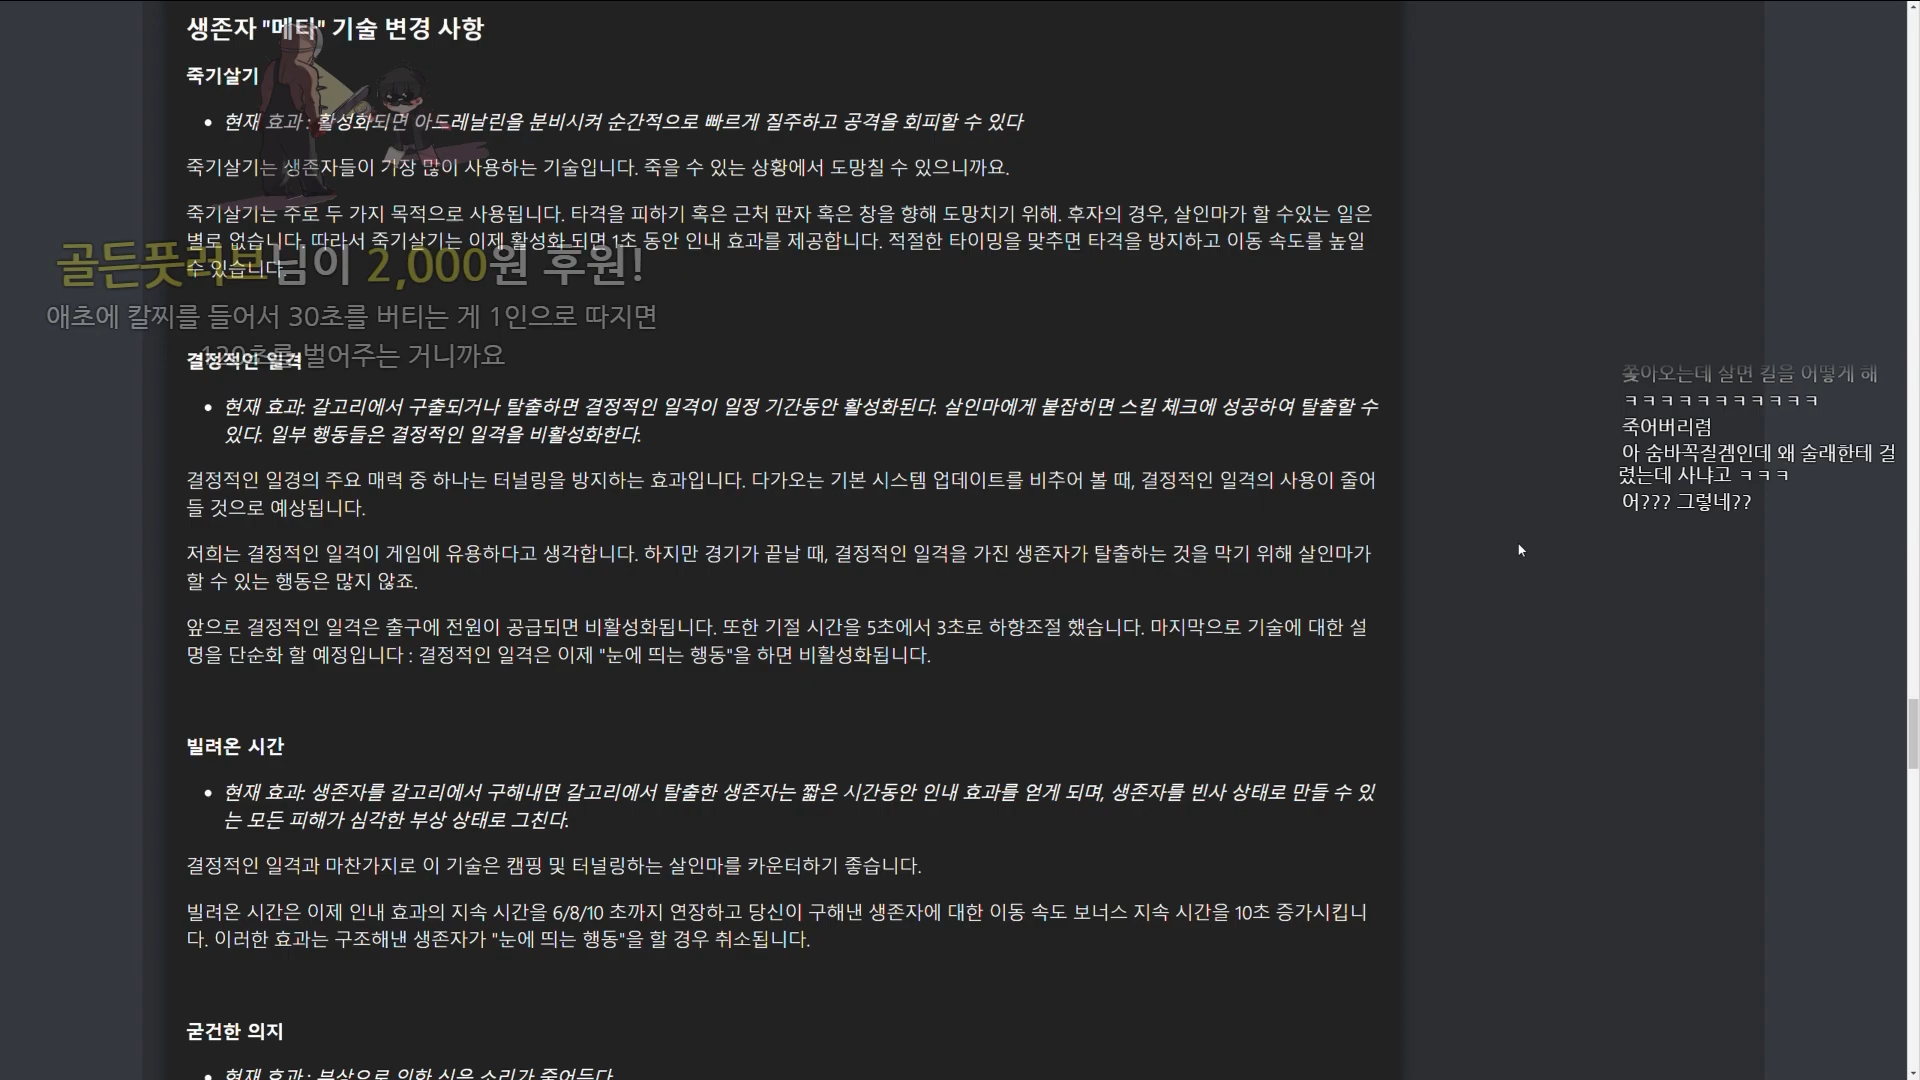 생존자 "메타" 기술 변경 사항
죽기살기
• 현재 효과 : 활성화되면 아드레날린을 분비시켜 순간적으로 빠르게 질주하고 공격을 회피할 수 있다
죽기살기는 생존자들이 가장 많이 사용하는 기술입니다. 죽을 수 있는 상황에서 도망칠 수 있으니까요.
죽기살기는 주로 두 가지 목적으로 사용됩니다. 타격을 피하기 혹은 근처 판자 혹은 창을 향해 도망치기 위해. 후자의 경우, 살인마가 할 수있는 일은
별로 없습니다. 따라서 죽기살기는 이제 활성화 되면 1초 동안 인내 효과를 제공합니다. 적절한 타이밍을 맞추면 타격을 방지하고 이동 속도를 높일
수 있습니다.
골든풋러브님이 2,000원 후원!
애초에 칼찌를 들어서 30초를 버티는 게 1인으로 따지면
120초를 벌어주는 거니까요
결정적인 일격
• 현재 효과: 갈고리에서 구출되거나 탈출하면 결정적인 일격이 일정 기간동안 활성화된다. 살인마에게 붙잡히면 스킬 체크에 성공하여 탈출할 수
있다. 일부 행동들은 결정적인 일격을 비활성화한다.
결정적인 일경의 주요 매력 중 하나는 터널링을 방지하는 효과입니다. 다가오는 기본 시스템 업데이트를 비추어 볼 때, 결정적인 일격의 사용이 줄어
들 것으로 예상됩니다.
저희는 결정적인 일격이 게임에 유용하다고 생각합니다. 하지만 경기가 끝날 때, 결정적인 일격을 가진 생존자가 탈출하는 것을 막기 위해 살인마가
할 수 있는 행동은 많지 않죠.
앞으로 결정적인 일격은 출구에 전원이 공급되면 비활성화됩니다. 또한 기절 시간을 5초에서 3초로 하향조절 했습니다. 마지막으로 기술에 대한 설
명을 단순화 할 예정입니다 : 결정적인 일격은 이제 "눈에 띄는 행동"을 하면 비활성화됩니다.
빌려온 시간
• 현재 효과: 생존자를 갈고리에서 구해내면 갈고리에서 탈출한 생존자는 짧은 시간동안 인내 효과를 얻게 되며, 생존자를 빈사 상태로 만들 수 있
는 모든 피해가 심각한 부상 상태로 그친다.
결정적인 일격과 마찬가지로 이 기술은 캠핑 및 터널링하는 살인마를 카운터하기 좋습니다.
빌려온 시간은 이제 인내 효과의 지속 시간을 6/8/10 초까지 연장하고 당신이 구해낸 생존자에 대한 이동 속도 보너스 지속 시간을 10초 증가시킵니
다. 이러한 효과는 구조해낸 생존자가 "눈에 띄는 행동"을 할 경우 취소됩니다.
굳건한 의지
• 현재 효과 : 부상으로 인한 신음 소리가 줄어든다
쫓아오는데 살면 킬을 어떻게 해
ㅋㅋㅋㅋㅋㅋㅋㅋㅋㅋㅋ
죽어버리렴
아 숨바꼭질겜인데 왜 술래한테 걸
렸는데 사냐고 ㅋㅋㅋ
어??? 그렇네??